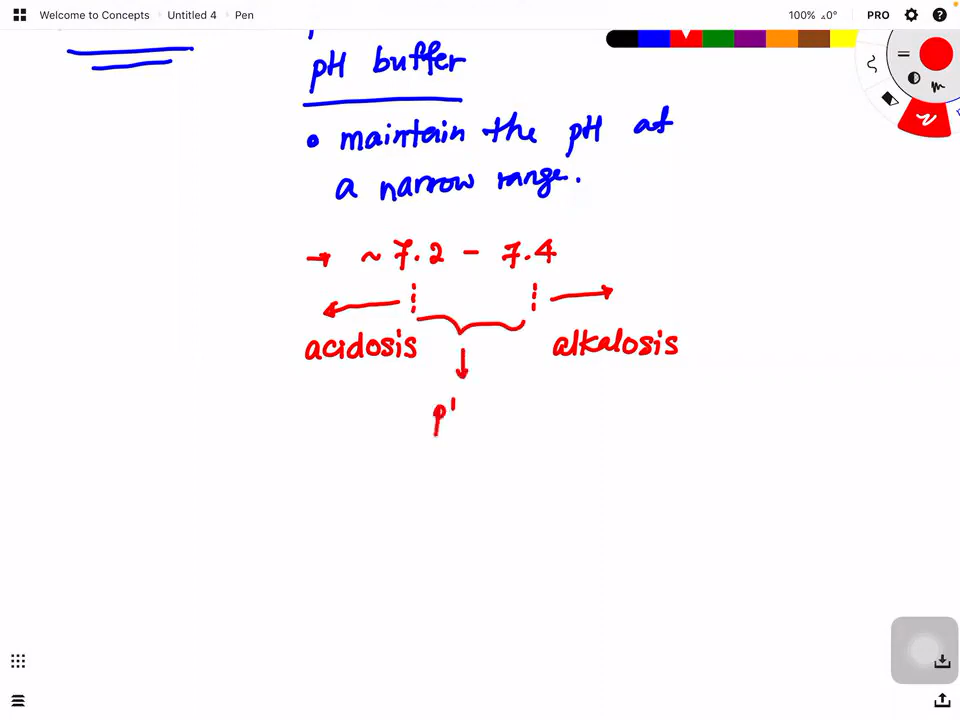 Welcome to Concepts Untitled 4 Pen 100% ⊿0° PRO
pH buffer
• maintain the pH at
a narrow range.
→ ~ 7.2 - 7.4
acidosis alkalosis